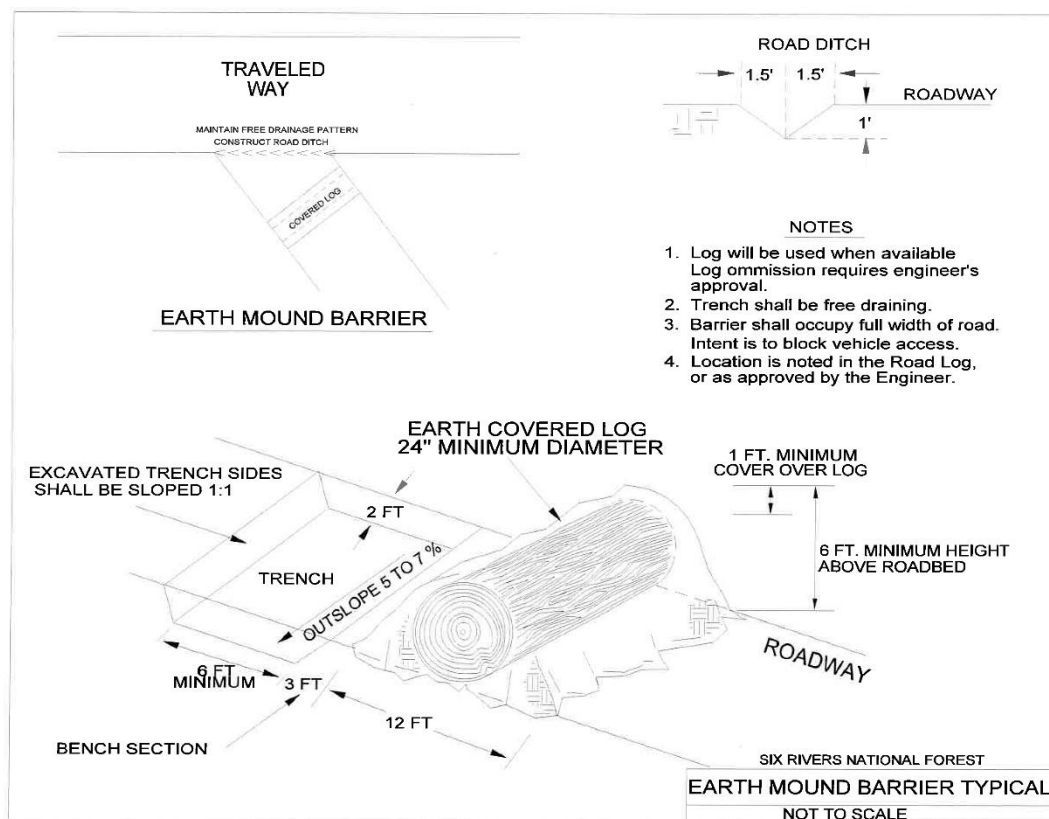 TRAVELED
WAY
MAINTAIN FREE DRAINAGE PATTERN
CONSTRUCT ROAD DITCH
COVERED LOG
EARTH MOUND BARRIER
ROAD DITCH
1.5' 1.5'
ROADWAY
1'
NOTES
1. Log will be used when available
Log ommission requires engineer's
approval.
2. Trench shall be free draining.
3. Barrier shall occupy full width of road.
Intent is to block vehicle access.
4. Location is noted in the Road Log,
or as approved by the Engineer.
EARTH COVERED LOG
24" MINIMUM DIAMETER
EXCAVATED TRENCH SIDES
SHALL BE SLOPED 1:1
2 FT
TRENCH
OUTSLOPE 5 TO 7 %
1 FT. MINIMUM
COVER OVER LOG
6 FT. MINIMUM HEIGHT
ABOVE ROADBED
ROADWAY
6 FT
MINIMUM
3 FT
12 FT
BENCH SECTION
SIX RIVERS NATIONAL FOREST
EARTH MOUND BARRIER TYPICAL
NOT TO SCALE